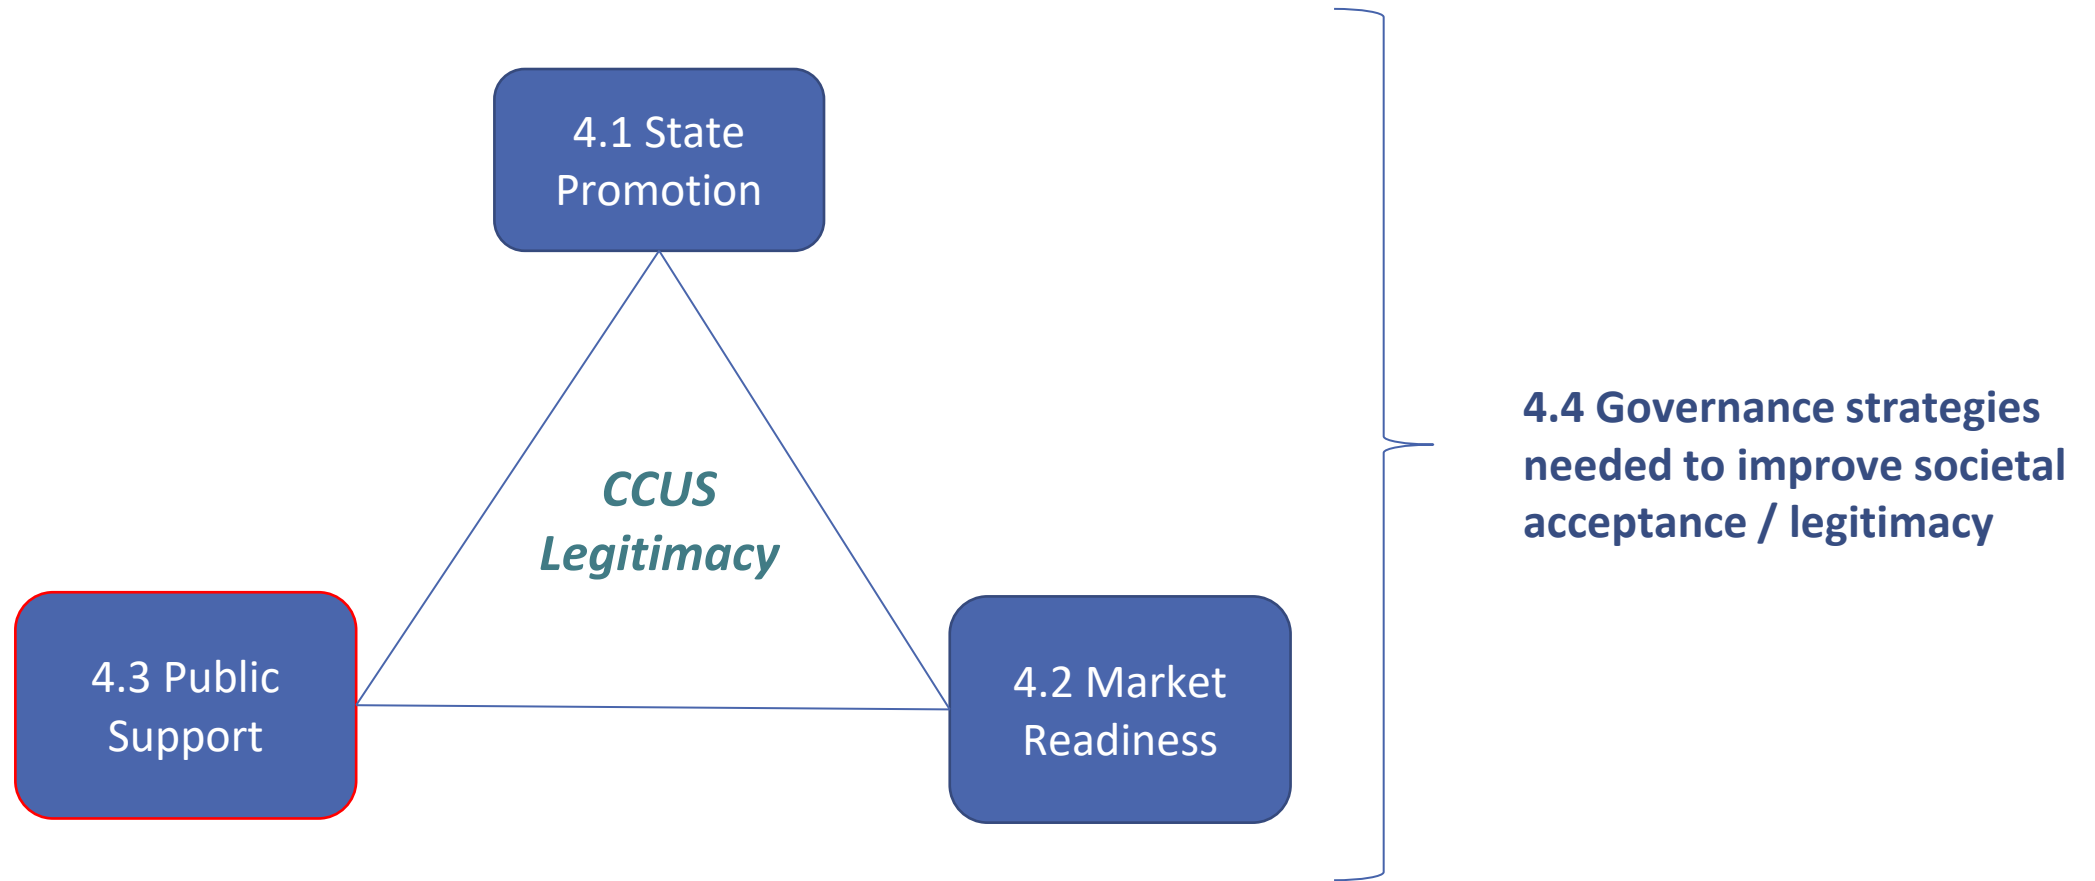 4.1 State
Promotion
CCUS
Legitimacy
4.3 Public
Support
4.2 Market
Readiness
4.4 Governance strategies
needed to improve societal
acceptance / legitimacy